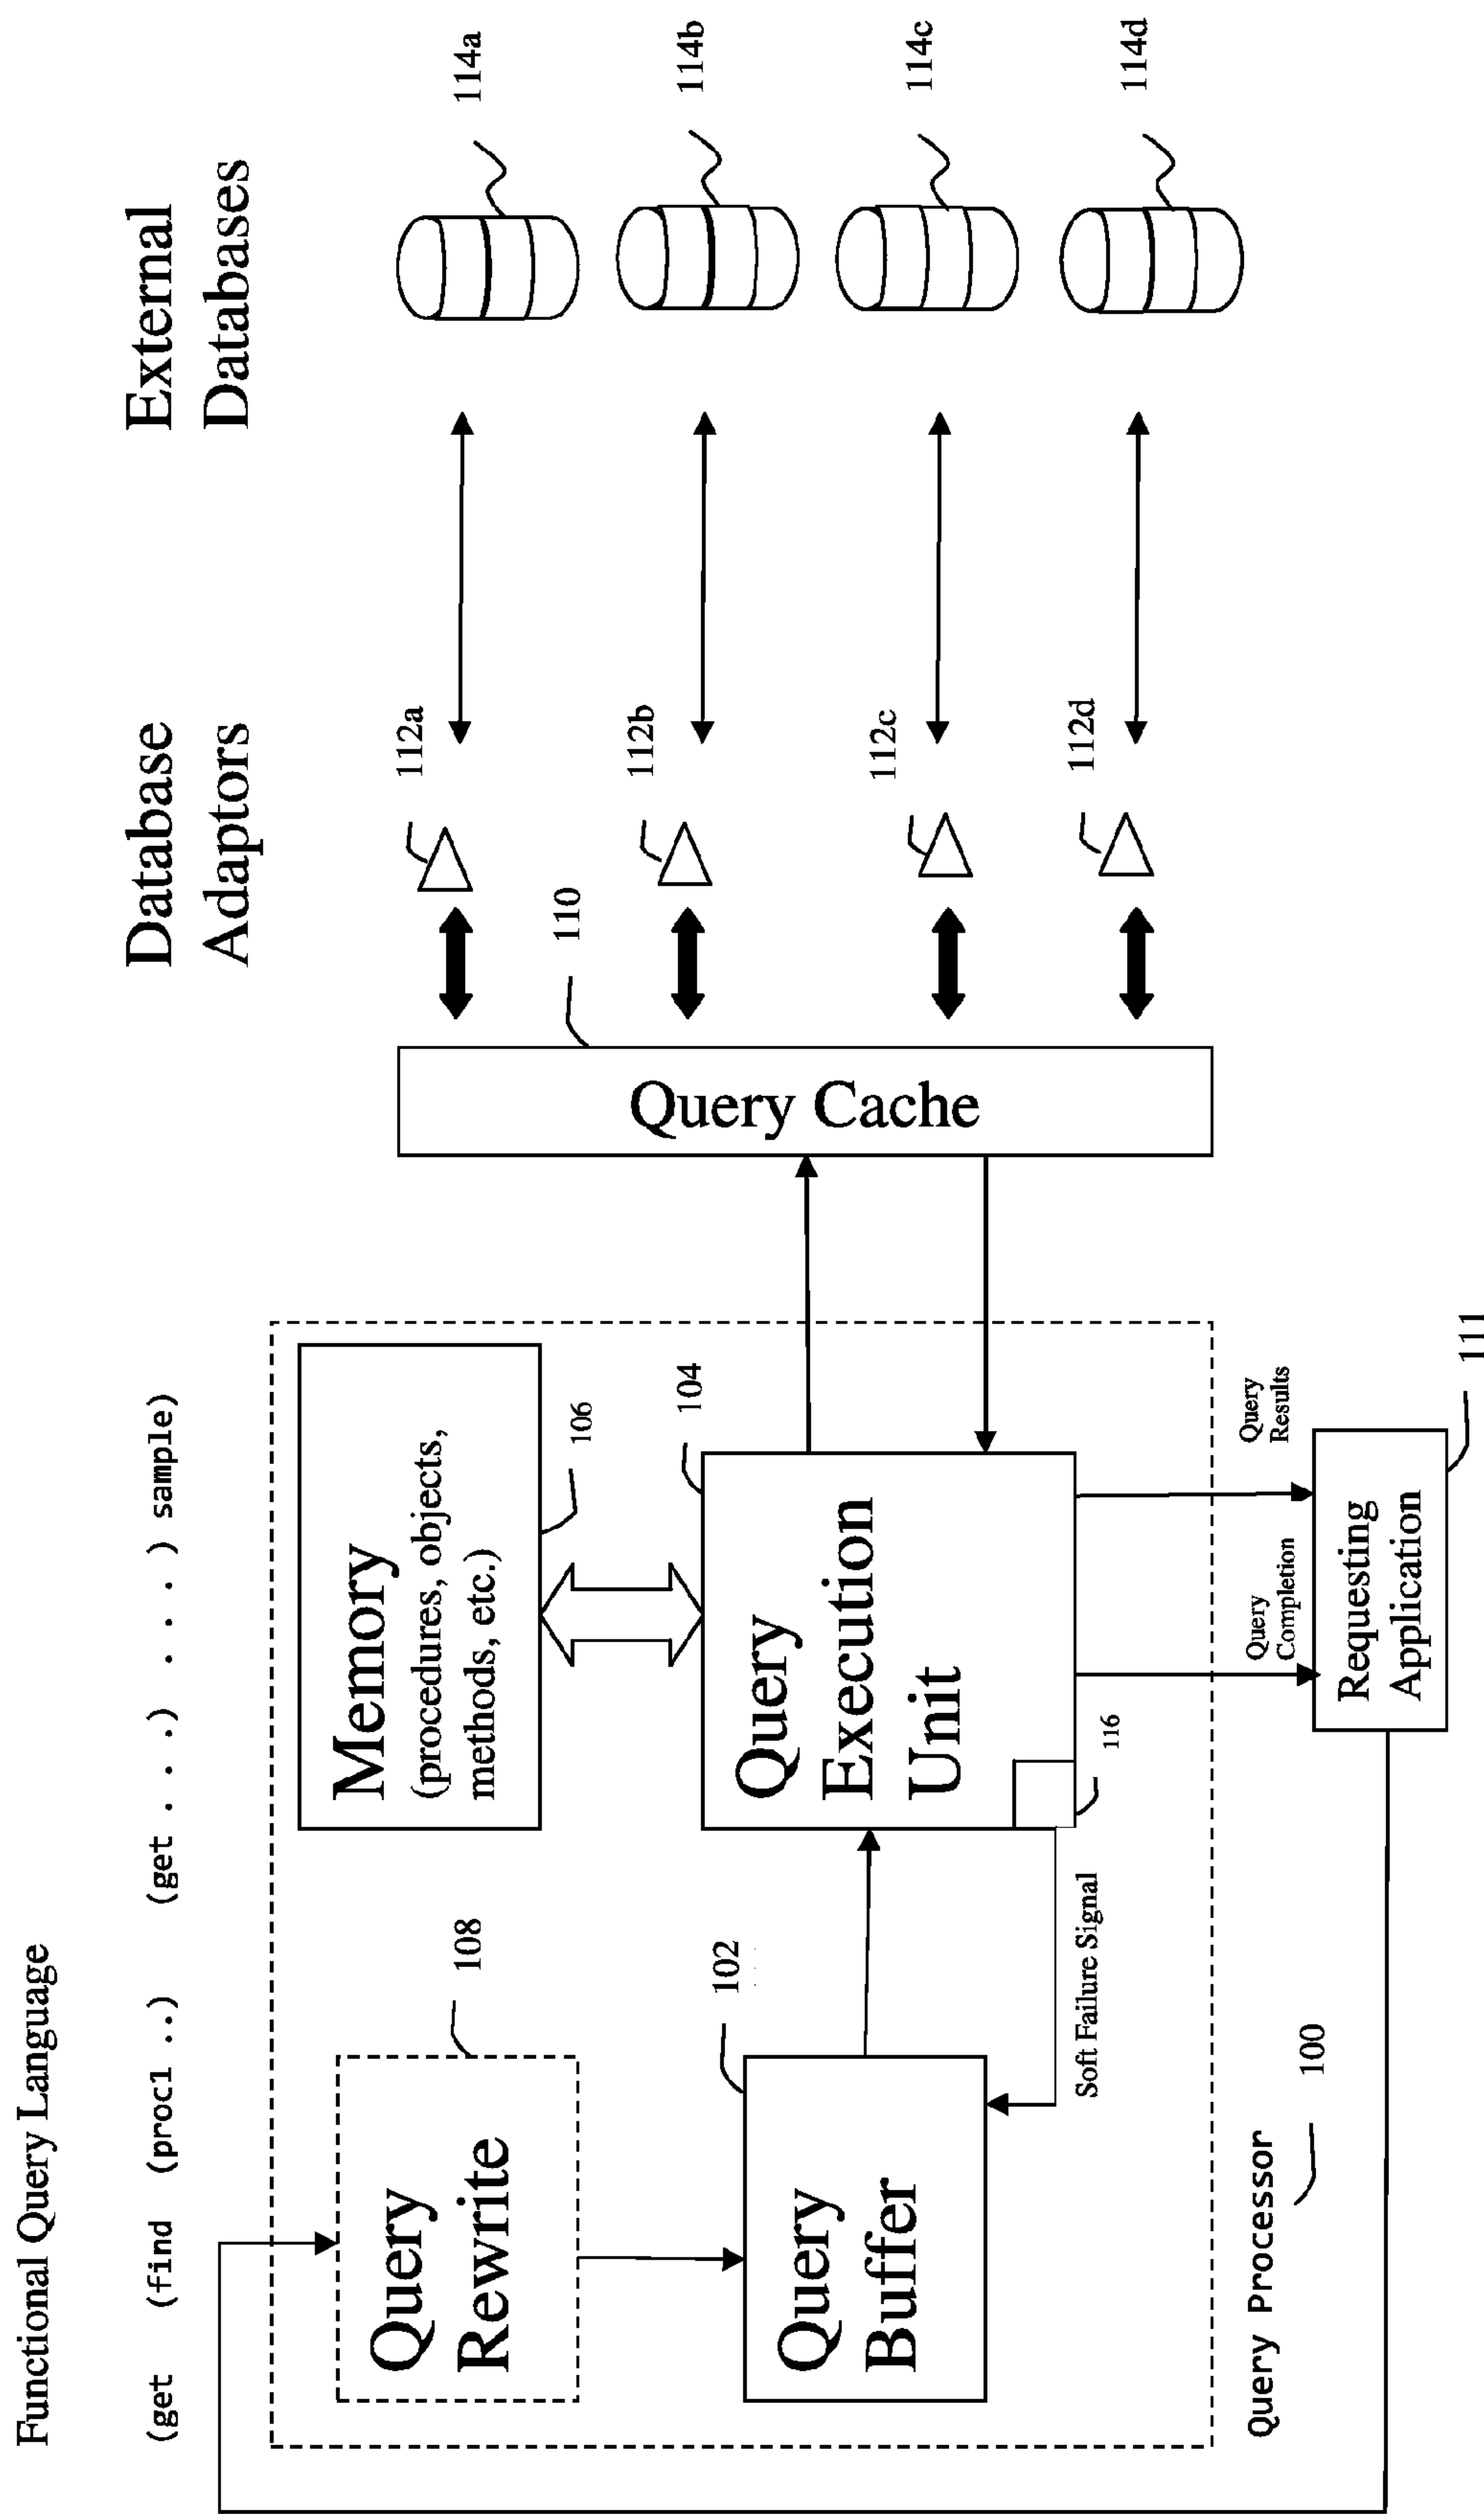 Functional Query Language
(get (find (proc1 ..) (get . . .) . . . ) sample)
Database
Adaptors
External
Databases
Query
Rewrite
108
Memory
(procedures, objects,
methods, etc.)
106
Query
Buffer
102
Query
Execution
Unit
104
116
Soft Failure Signal
Query Processor
100
Query
Completion
Query
Results
Requesting
Application
111
Query Cache
110
112a
112b
112c
112d
114a
114b
114c
114d